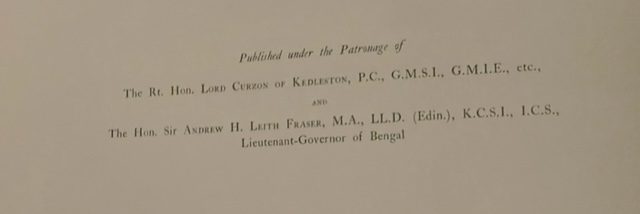 Published under the Patronage of
The Rt. Hon. Lord Curzon of Kedleston, P.C., G.M.S.I., G.M.I.E., etc.,
AND
The Hon. Sir Andrew H. Leith Fraser, M.A., LL.D. (Edin.), K.C.S.I., I.C.S.,
Lieutenant-Governor of Bengal